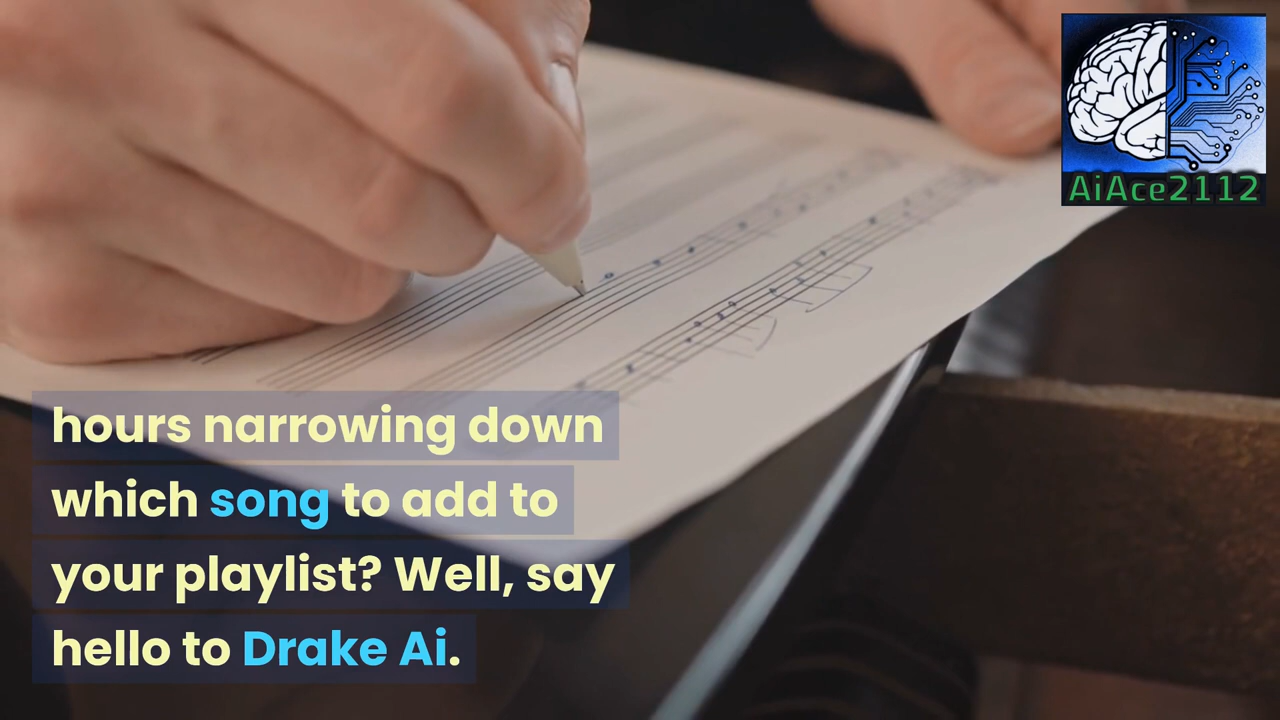 AiAce2112
hours narrowing down
which song to add to
your playlist? Well, say
hello to Drake Ai.